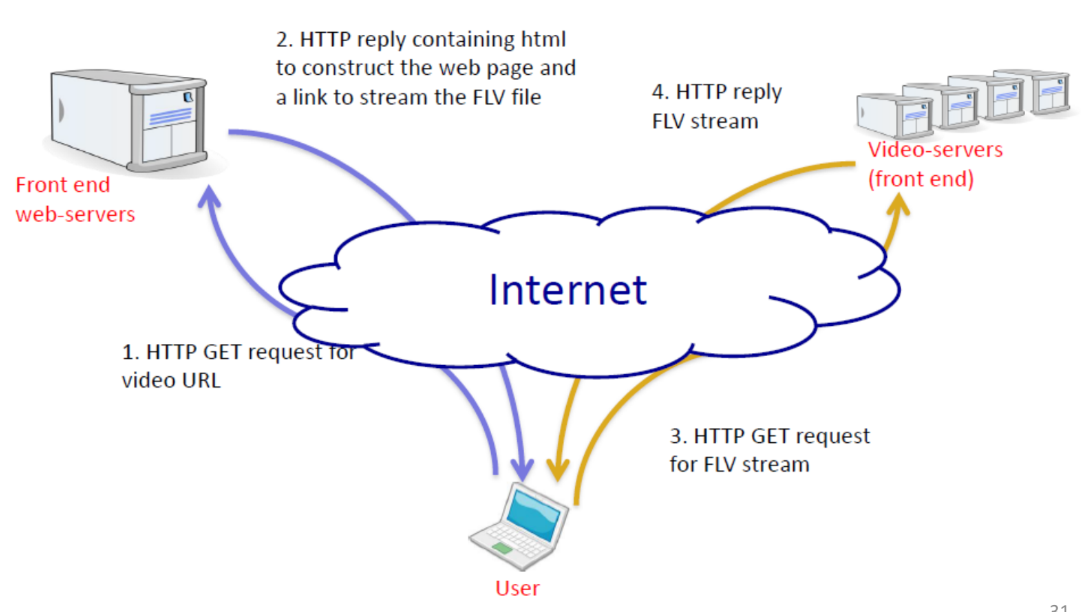 2. HTTP reply containing html
to construct the web page and
a link to stream the FLV file
4. HTTP reply
FLV stream
Video-servers
(front end)
Front end
web-servers
Internet
1. HTTP GET request for
video URL
3. HTTP GET request
for FLV stream
User
31